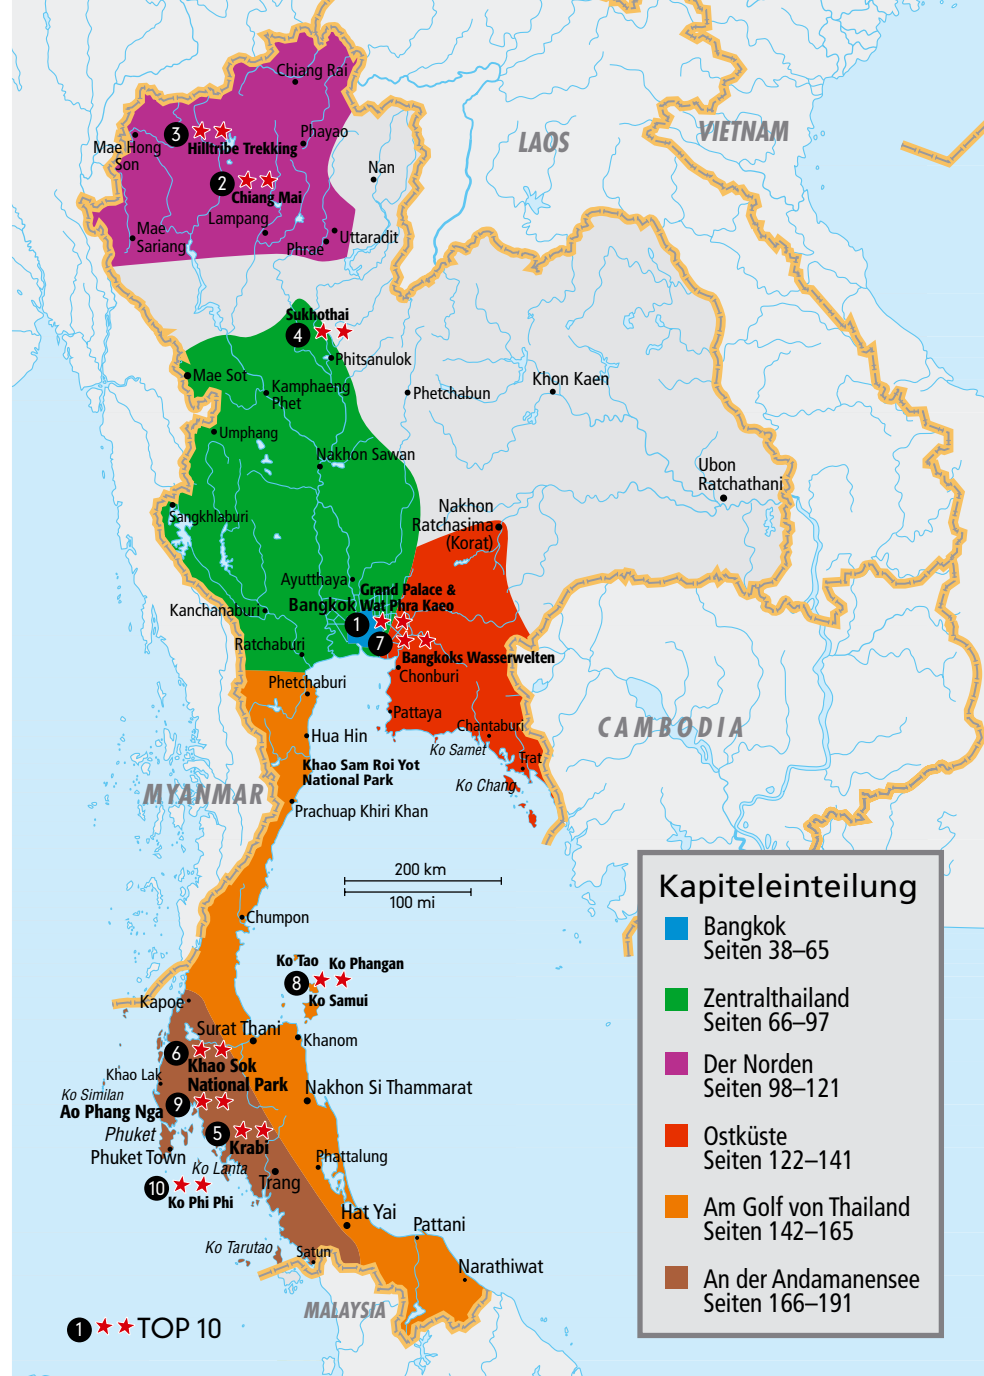 Chiang Rai
LAOS
VIETNAM
3
Hilltribe Trekking
Phayao
Mae Hong
Son
Nan
2
Chiang Mai
Lampang
Mae
Sariang
Uttaradit
Phrae
Sukhothai
4
Phitsanulok
Mae Sot
Kamphaeng
Phet
Phetchabun
Khon Kaen
Umphang
Nakhon Sawan
Ubon
Ratchathani
Sangkhlaburi
Nakhon
Ratchasima
(Korat)
Ayutthaya
Grand Palace &
Wat Phra Kaeo
Bangkok
Kanchanaburi
1
7
Ratchaburi
Bangkoks Wasserwelten
Chonburi
Phetchaburi
Pattaya
Chantaburi
CAMBODIA
Hua Hin
Ko Samet
Trat
Khao Sam Roi Yot
National Park
Ko Chang
MYANMAR
Prachuap Khiri Khan
200 km
100 mi
Chumpon
Ko Tao
Ko Phangan
8
Ko Samui
Kapoe
Surat Thani
Khanom
6
Khao Sok
National Park
Khao Lak
Nakhon Si Thammarat
Ko Similan
9
Ao Phang Nga
Phuket
5
Krabi
Phuket Town
Phattalung
Ko Lanta
Trang
10
Ko Phi Phi
Hat Yai
Pattani
Ko Tarutao
Satun
Narathiwat
MALAYSIA
1 TOP 10
Kapiteleinteilung
Bangkok
Seiten 38–65
Zentralthailand
Seiten 66–97
Der Norden
Seiten 98–121
Ostküste
Seiten 122–141
Am Golf von Thailand
Seiten 142–165
An der Andamanensee
Seiten 166–191